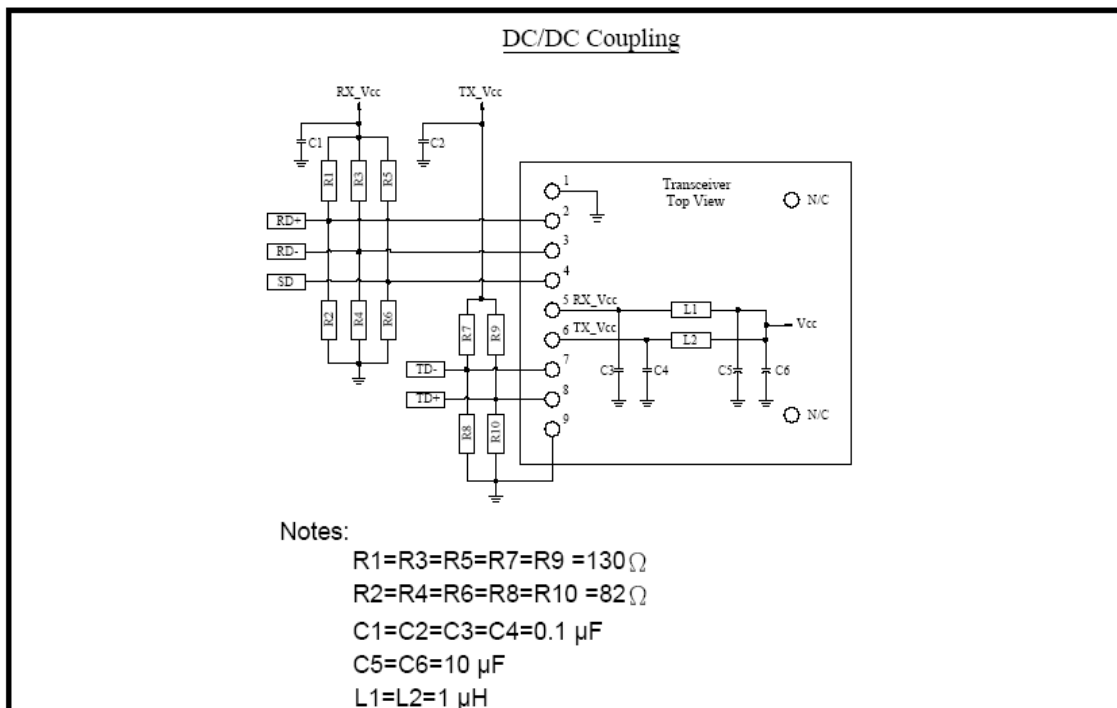 DC/DC Coupling
RX_Vcc
TX_Vcc
C1
C2
R1
R3
R5
1
Transceiver
Top View
N/C
RD+
2
RD-
3
SD
4
R2
R4
R6
5 RX_Vcc
L1
Vcc
R7
R9
6 TX_Vcc
L2
TD-
7
C3
C4
C5
C6
TD+
8
R8
R10
9
N/C
Notes:
R1=R3=R5=R7=R9 =130Ω
R2=R4=R6=R8=R10 =82Ω
C1=C2=C3=C4=0.1 µF
C5=C6=10 µF
L1=L2=1 µH